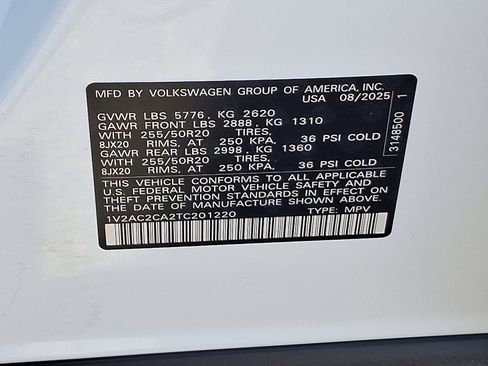 MFD BY VOLKSWAGEN GROUP OF AMERICA, INC.
USA 08/2025
GVWR LBS 5776 , KG 2620
GAWR FRONT LBS 2888 , KG 1310
WITH 255/50R20 TIRES,
8JX20 RIMS, AT 250 KPA, 36 PSI COLD
GAWR REAR LBS 2998 , KG 1360
WITH 255/50R20 TIRES,
8JX20 RIMS, AT 250 KPA, 36 PSI COLD
THIS VEHICLE CONFORMS TO ALL APPLICABLE
U.S. FEDERAL MOTOR VEHICLE SAFETY AND
THEFT PREVENTION STANDARDS IN EFFECT ON
THE DATE OF MANUFACTURE SHOWN ABOVE.
1V2AC2CA2TC201220 TYPE: MPV
3148500 1